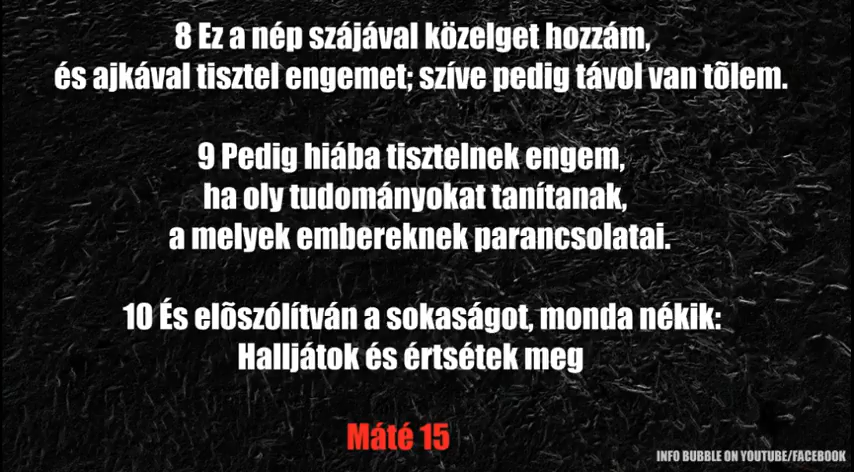 8 Ez a nép szájával közelget hozzám,
és ajkával tisztel engemet; szíve pedig távol van tõlem.
9 Pedig hiába tisztelnek engem,
ha oly tudományokat tanítanak,
a melyek embereknek parancsolatai.
10 És elõszólítván a sokaságot, monda nékik:
Halljátok és értsétek meg
Máté 15
INFO BUBBLE ON YOUTUBE/FACEBOOK